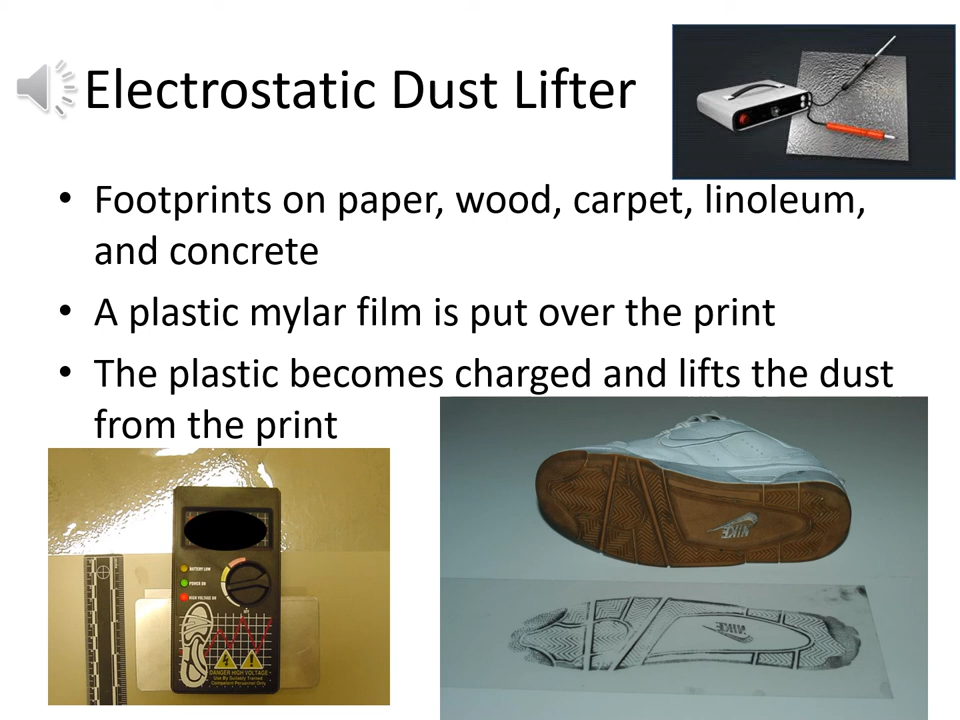 Electrostatic Dust Lifter
• Footprints on paper, wood, carpet, linoleum,
and concrete
• A plastic mylar film is put over the print
• The plastic becomes charged and lifts the dust
from the print
BATTERY LOW
POWER ON
HIGH VOLTAGE ON
DANGER HIGH VOLTAGE
Use By Suitably Trained
Competent Personnel Only
NIKE
NIKE